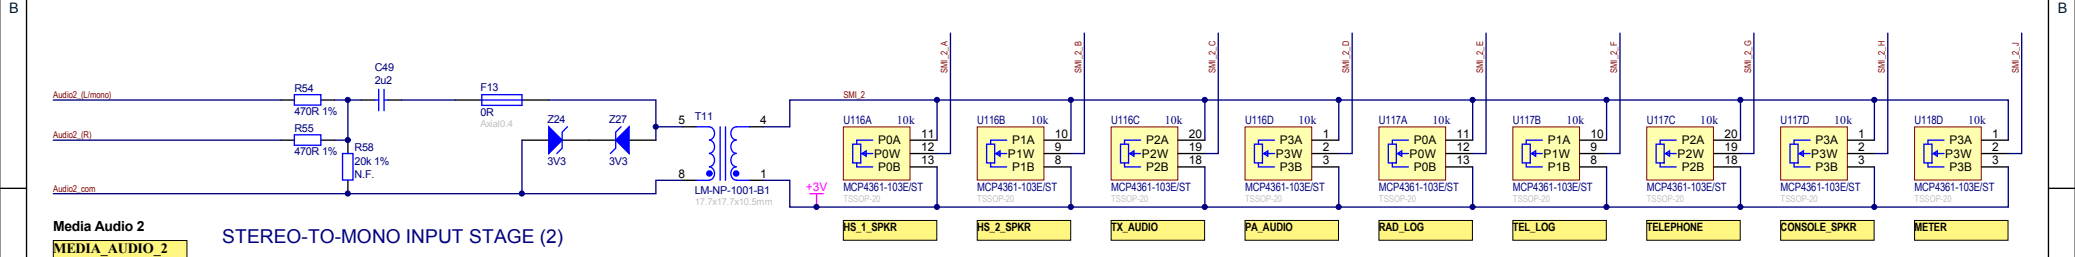 B
B
SMI_2_A
SMI_2_B
SMI_2_C
SMI_2_D
SMI_2_E
SMI_2_F
SMI_2_G
SMI_2_H
SMI_2_J
Audio2_(L/mono)
R54
470R 1%
C49
2u2
F13
0R
Axial0.4
SMI_2
Audio2_(R)
R55
470R 1%
R58
20k 1%
N.F.
Z24
3V3
Z27
3V3
T11
5
4
8
1
LM-NP-1001-B1
17.7x17.7x10.5mm
Audio2_com
+3V
U116A 10k
P0A 11
P0W 12
P0B 13
MCP4361-103E/ST
TSSOP-20
HS_1_SPKR
U116B 10k
P1A 10
P1W 9
P1B 8
MCP4361-103E/ST
TSSOP-20
HS_2_SPKR
U116C 10k
P2A 20
P2W 19
P2B 18
MCP4361-103E/ST
TSSOP-20
TX_AUDIO
U116D 10k
P3A 1
P3W 2
P3B 3
MCP4361-103E/ST
TSSOP-20
PA_AUDIO
U117A 10k
P0A 11
P0W 12
P0B 13
MCP4361-103E/ST
TSSOP-20
RAD_LOG
U117B 10k
P1A 10
P1W 9
P1B 8
MCP4361-103E/ST
TSSOP-20
TEL_LOG
U117C 10k
P2A 20
P2W 19
P2B 18
MCP4361-103E/ST
TSSOP-20
TELEPHONE
U117D 10k
P3A 1
P3W 2
P3B 3
MCP4361-103E/ST
TSSOP-20
CONSOLE_SPKR
U118D 10k
P3A 1
P3W 2
P3B 3
MCP4361-103E/ST
TSSOP-20
METER
Media Audio 2
MEDIA_AUDIO_2
STEREO-TO-MONO INPUT STAGE (2)